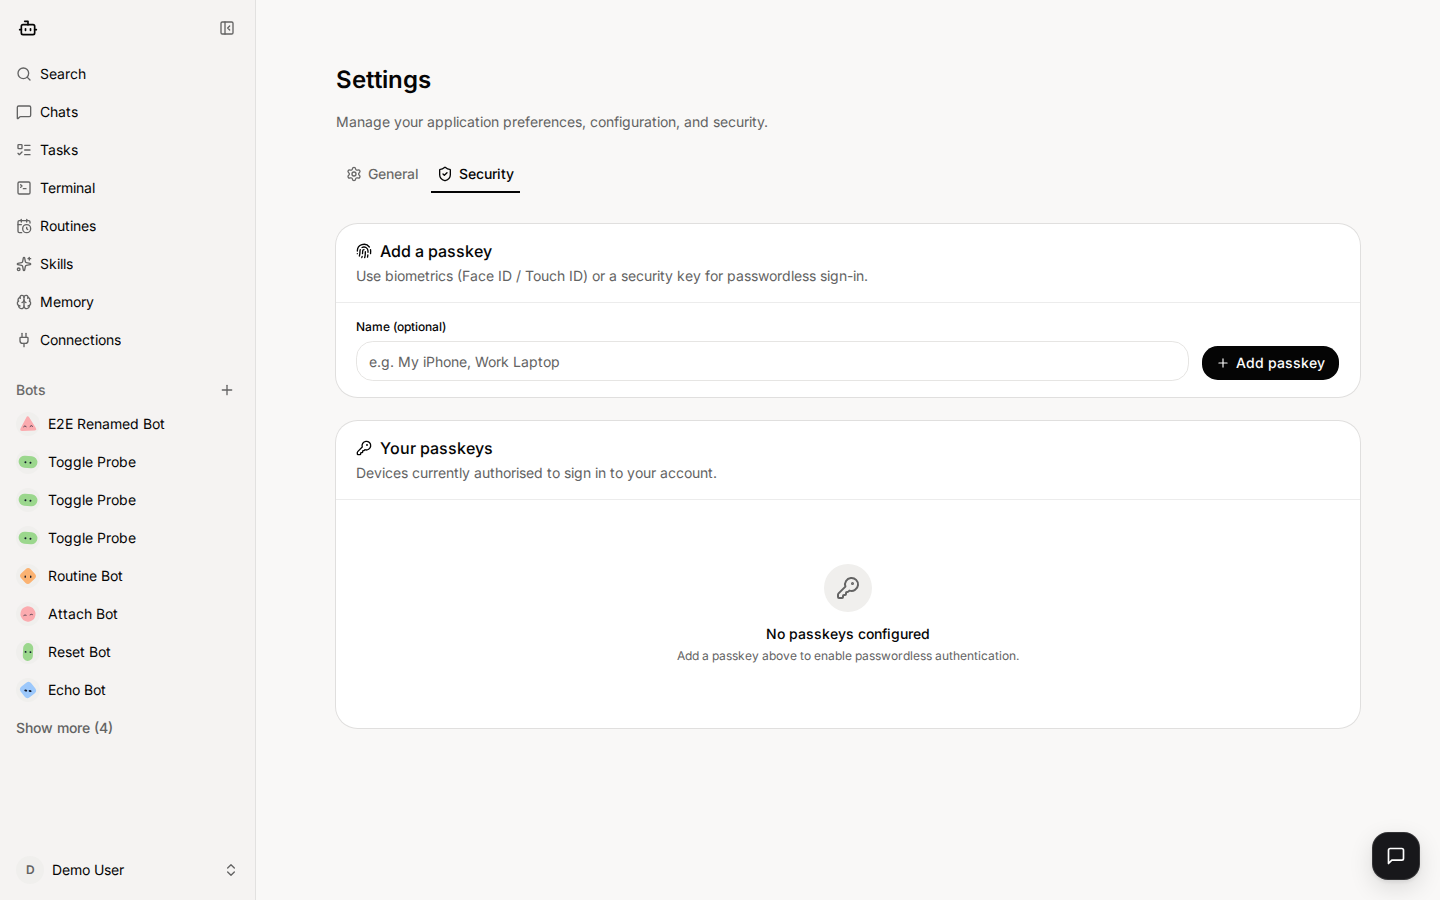 Search
Chats
Tasks
Terminal
Routines
Skills
Memory
Connections
Bots
E2E Renamed Bot
Toggle Probe
Toggle Probe
Toggle Probe
Routine Bot
Attach Bot
Reset Bot
Echo Bot
Show more (4)
D Demo User
Settings
Manage your application preferences, configuration, and security.
General Security
Add a passkey
Use biometrics (Face ID / Touch ID) or a security key for passwordless sign-in.
Name (optional)
e.g. My iPhone, Work Laptop
Add passkey
Your passkeys
Devices currently authorised to sign in to your account.
No passkeys configured
Add a passkey above to enable passwordless authentication.